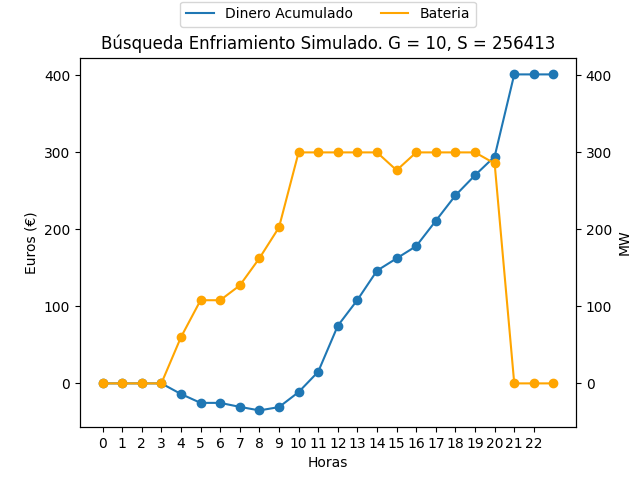 Dinero Acumulado Bateria
Búsqueda Enfriamiento Simulado. G = 10, S = 256413
400 400
300 300
Euros (€) MW
200 200
100 100
0 0
0 1 2 3 4 5 6 7 8 9 10 11 12 13 14 15 16 17 18 19 20 21 22
Horas